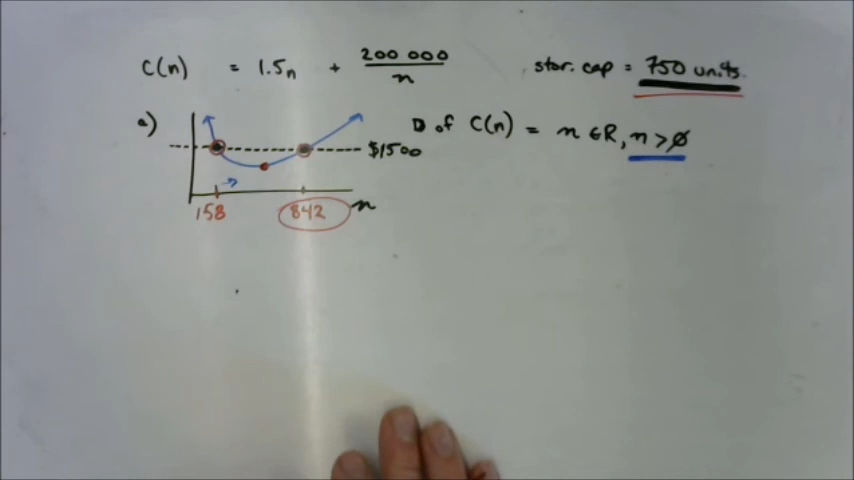 C(n) = 1.5n + 200 000 / n
stor. cap = 750 units.
a)
D of C(n) = n ∈ R, n > 0
$1500
158 842 n